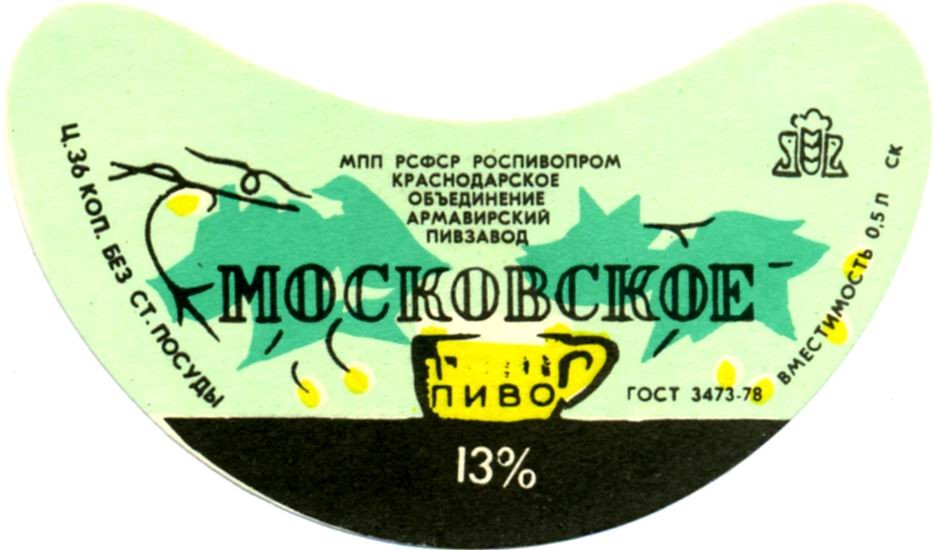 МПП РСФСР РОСПИВОПРОМ
КРАСНОДАРСКОЕ
ОБЪЕДИНЕНИЕ
АРМАВИРСКИЙ
ПИВЗАВОД
Ц. 36 КОП. БЕЗ СТ. ПОСУДЫ
МОСКОВСКОЕ
ПИВО
ГОСТ 3473-78
ВМЕСТИМОСТЬ 0,5 Л СК
13%